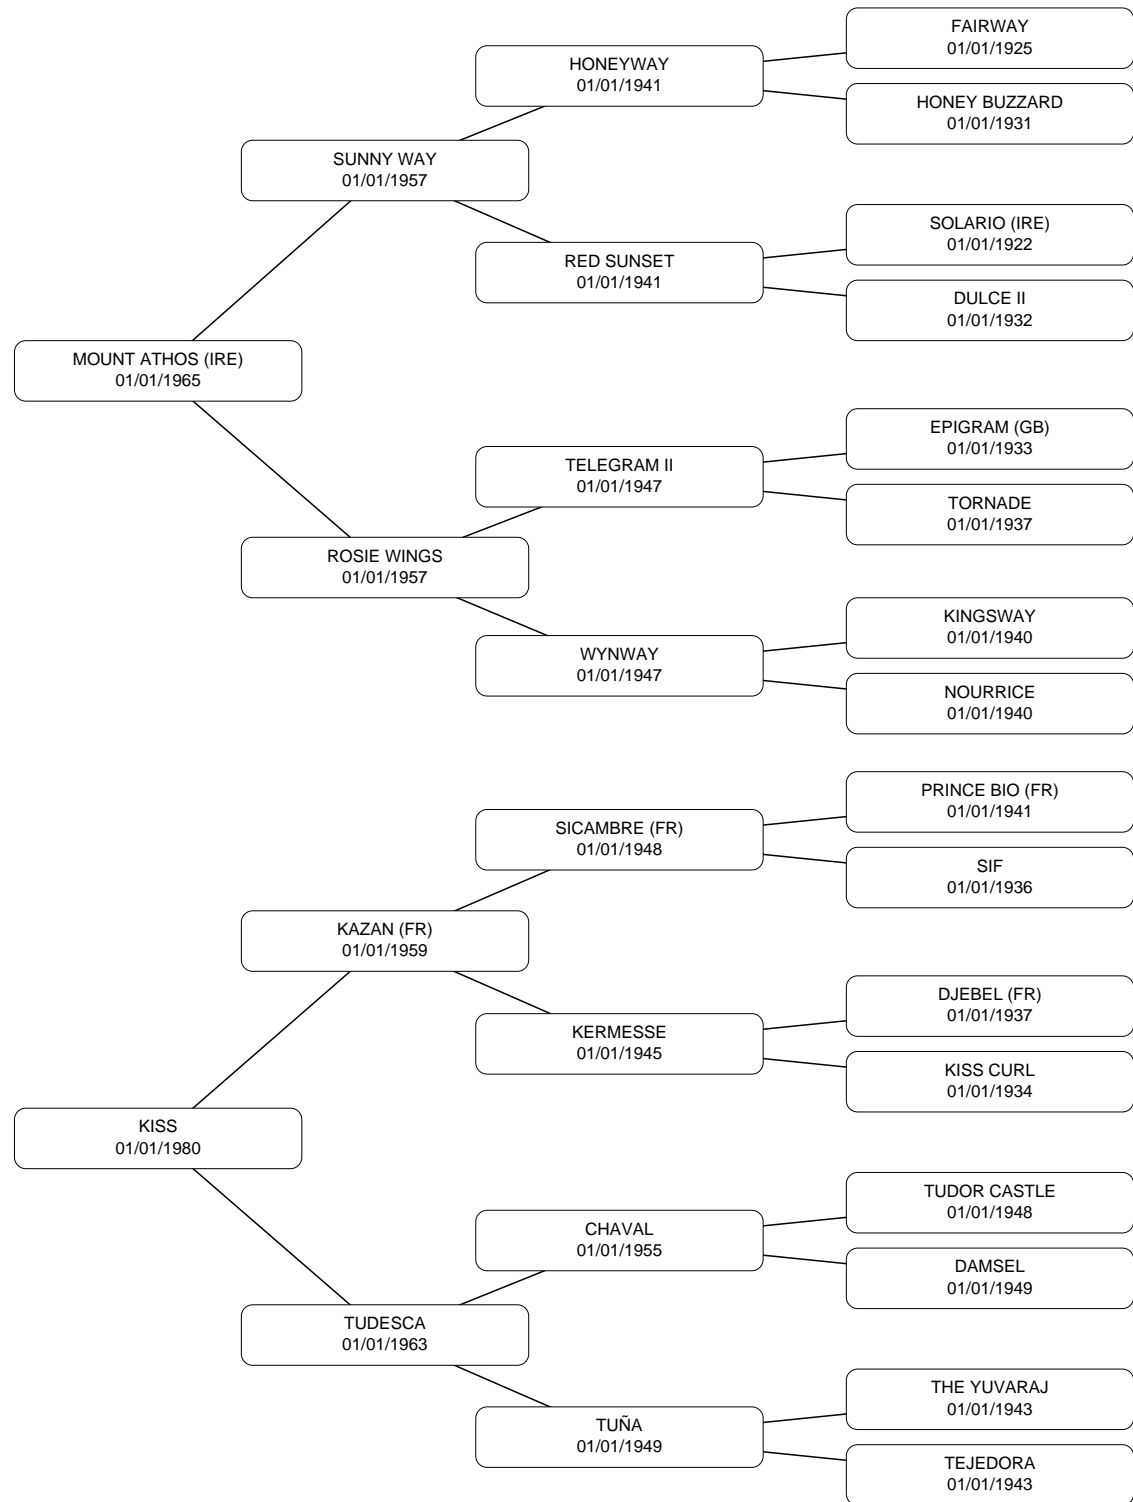 FAIRWAY
01/01/1925
HONEYWAY
01/01/1941
HONEY BUZZARD
01/01/1931
SUNNY WAY
01/01/1957
SOLARIO (IRE)
01/01/1922
RED SUNSET
01/01/1941
DULCE II
01/01/1932
MOUNT ATHOS (IRE)
01/01/1965
EPIGRAM (GB)
01/01/1933
TELEGRAM II
01/01/1947
TORNADE
01/01/1937
ROSIE WINGS
01/01/1957
KINGSWAY
01/01/1940
WYNWAY
01/01/1947
NOURRICE
01/01/1940
PRINCE BIO (FR)
01/01/1941
SICAMBRE (FR)
01/01/1948
SIF
01/01/1936
KAZAN (FR)
01/01/1959
DJEBEL (FR)
01/01/1937
KERMESSE
01/01/1945
KISS CURL
01/01/1934
KISS
01/01/1980
TUDOR CASTLE
01/01/1948
CHAVAL
01/01/1955
DAMSEL
01/01/1949
TUDESCA
01/01/1963
THE YUVARAJ
01/01/1943
TUÑA
01/01/1949
TEJEDORA
01/01/1943